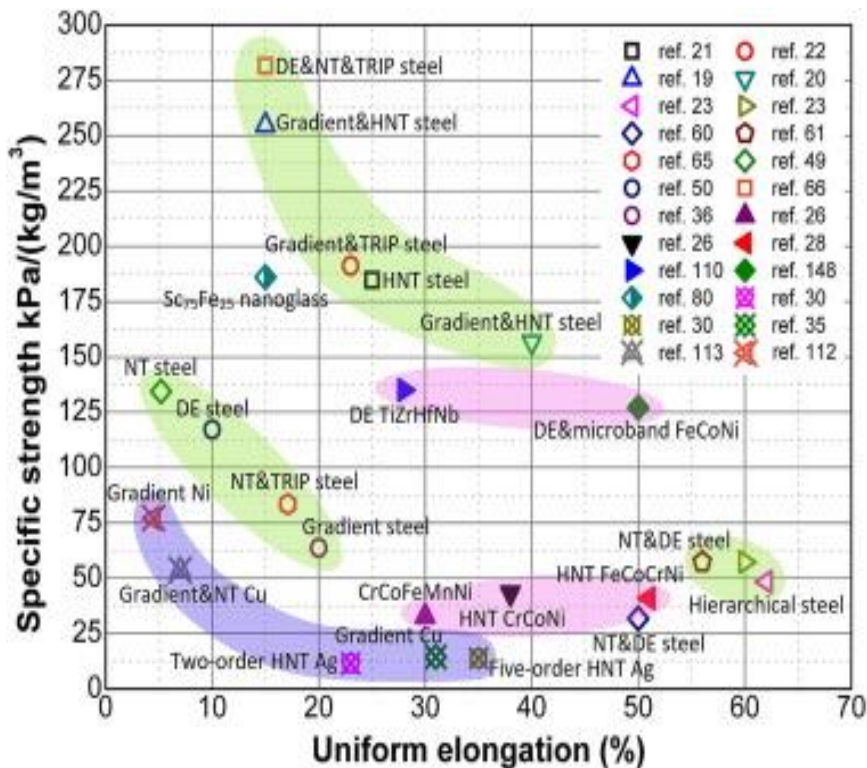 300
275
250
225
200
175
150
125
100
75
50
25
0
Specific strength kPa/(kg/m³)
DE&NT&TRIP steel
Gradient&HNT steel
Gradient&TRIP steel
HNT steel
Sc₇₅Fe₂₅ nanoglass
Gradient&HNT steel
NT steel
DE steel
DE TiZrHfNb
DE&microband FeCoNi
NT&TRIP steel
Gradient Ni
Gradient steel
NT&DE steel
HNT FeCoCrNi
Gradient&NT Cu
CrCoFeMnNi
HNT CrCoNi
Hierarchical steel
Gradient Cu
NT&DE steel
Two-order HNT Ag
Five-order HNT Ag
ref. 21 ref. 22
ref. 19 ref. 20
ref. 23 ref. 23
ref. 60 ref. 61
ref. 65 ref. 49
ref. 50 ref. 66
ref. 36 ref. 26
ref. 26 ref. 28
ref. 110 ref. 148
ref. 80 ref. 30
ref. 30 ref. 35
ref. 113 ref. 112
0 10 20 30 40 50 60 70
Uniform elongation (%)